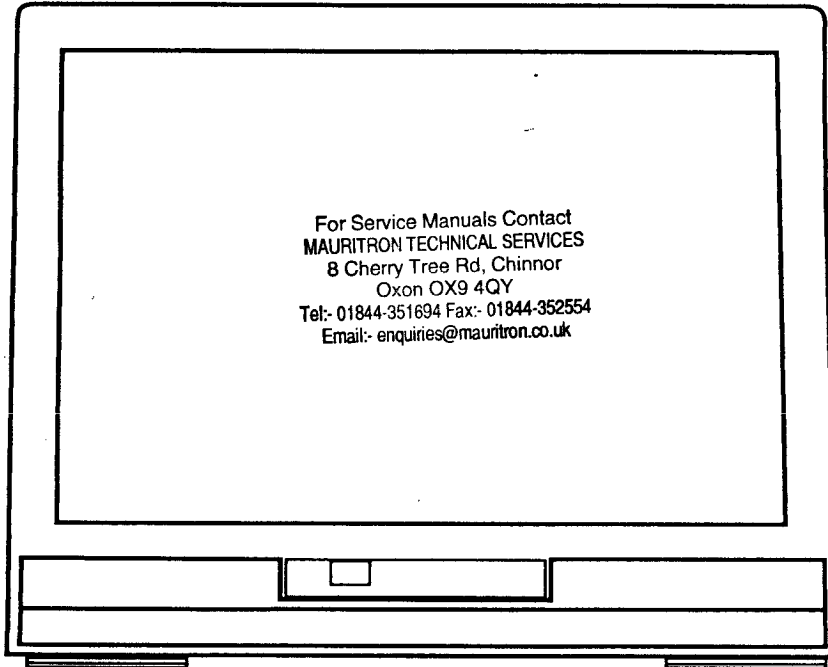 For Service Manuals Contact
MAURITRON TECHNICAL SERVICES
8 Cherry Tree Rd, Chinnor
Oxon OX9 4QY
Tel:- 01844-351694 Fax:- 01844-352554
Email:- enquiries@mauritron.co.uk